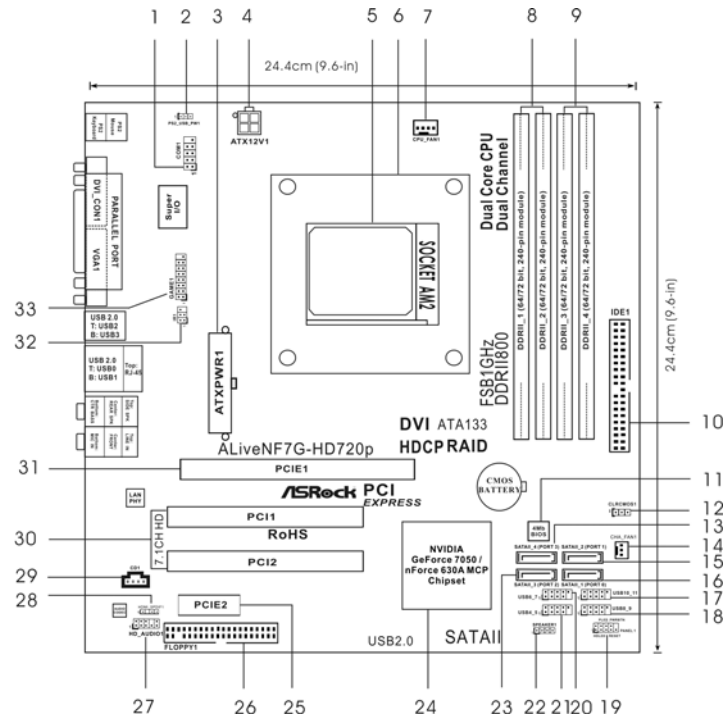 1 2 3 4 5 6 7 8 9
24.4cm (9.6-in)
PS2
Mouse
PS2
Keyboard
PS2_USB_PW1
ATX12V1
CPU_FAN1
COM1
Super
I/O
DVI_CON1
PARALLEL PORT
VGA1
SOCKET AM2
Dual Core CPU
Dual Channel
DDRII_1 (64/72 bit, 240-pin module)
DDRII_2 (64/72 bit, 240-pin module)
DDRII_3 (64/72 bit, 240-pin module)
DDRII_4 (64/72 bit, 240-pin module)
24.4cm (9.6-in)
33
GAME1
IDE1
USB 2.0
T: USB2
B: USB3
32
FSB1GHz
DDRII800
USB 2.0
T: USB0
B: USB1
Top:
RJ-45
ATXPWR1
10
DVI ATA133
HDCP RAID
ALiveNF7G-HD720p
31
PCIE1
CMOS
BATTERY
11
ASRock PCI
EXPRESS
LAN
PHY
CLRCMOS1
12
PCI1
4Mb
BIOS
13
30
7.1CH HD
RoHS
NVIDIA
GeForce 7050 /
nForce 630A MCP
Chipset
SATAII_4 (PORT 3)
SATAII_2 (PORT 1)
CHA_FAN1
14
15
PCI2
29
CD1
SATAII_3 (PORT 2)
SATAII_1 (PORT 0)
16
28
PCIE2
USB6_7
USB10_11
17
HD_AUDIO1
USB4_5
USB8_9
18
FLOPPY1
USB2.0
SATAII
SPEAKER1
PANEL 1
27 26 25 24 23 22 21 20 19